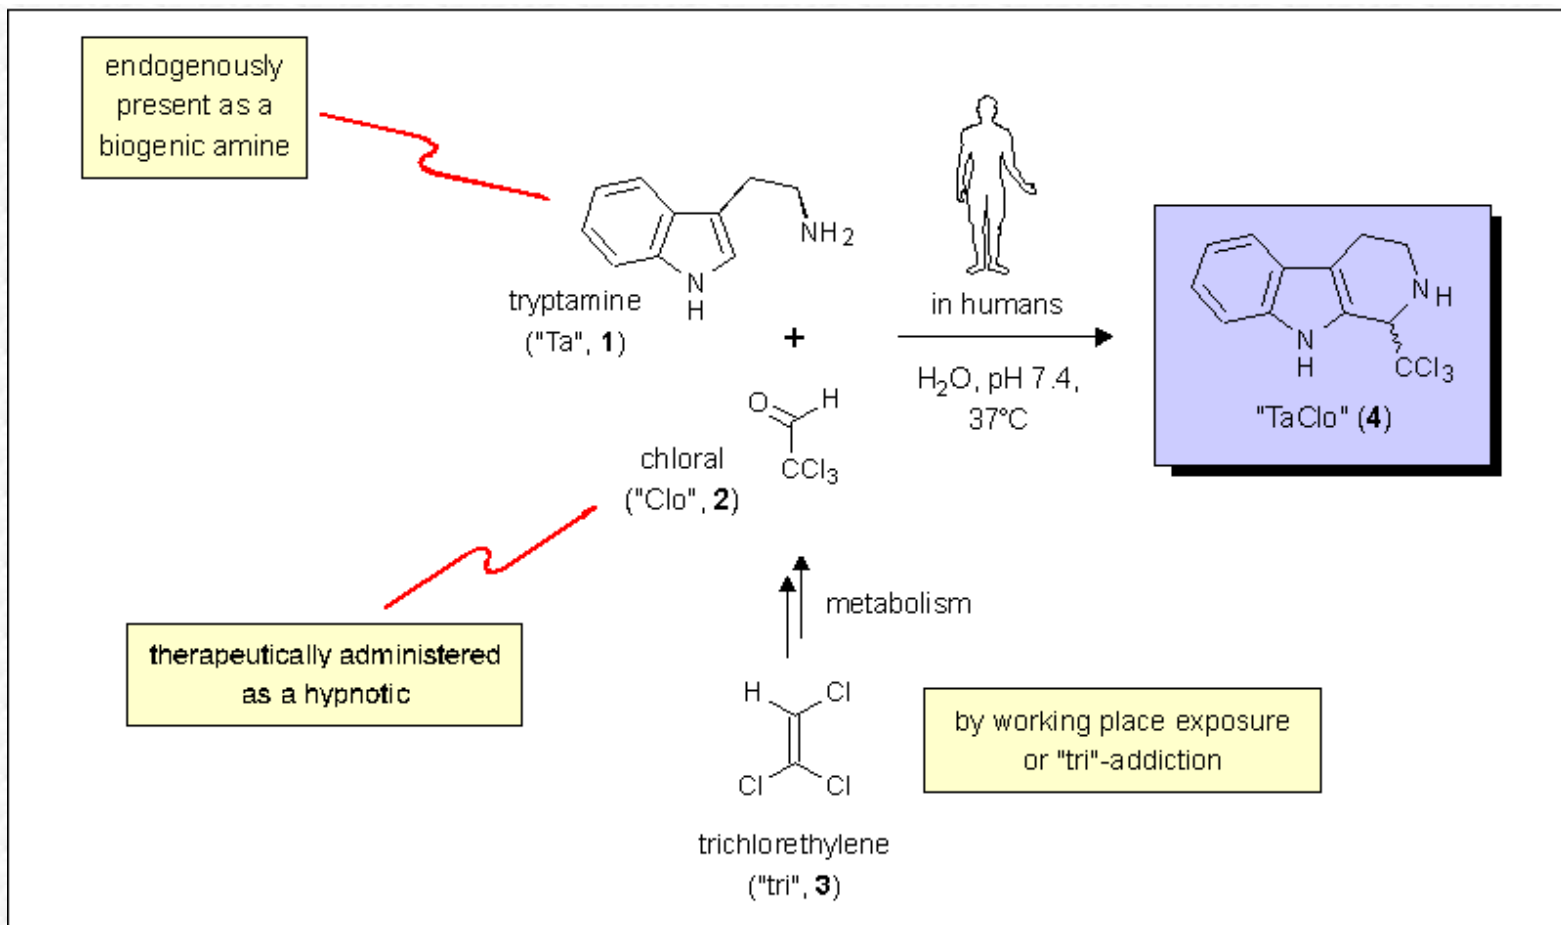 endogenously
present as a
biogenic amine
NH2
N
H
tryptamine
("Ta", 1)
+
in humans
H2O, pH 7.4,
37°C
N H
N
H
CCl3
"TaClo" (4)
O
H
CCl3
chloral
("Clo", 2)
therapeutically administered
as a hypnotic
metabolism
H
Cl
Cl
Cl
by working place exposure
or "tri"-addiction
trichlorethylene
("tri", 3)